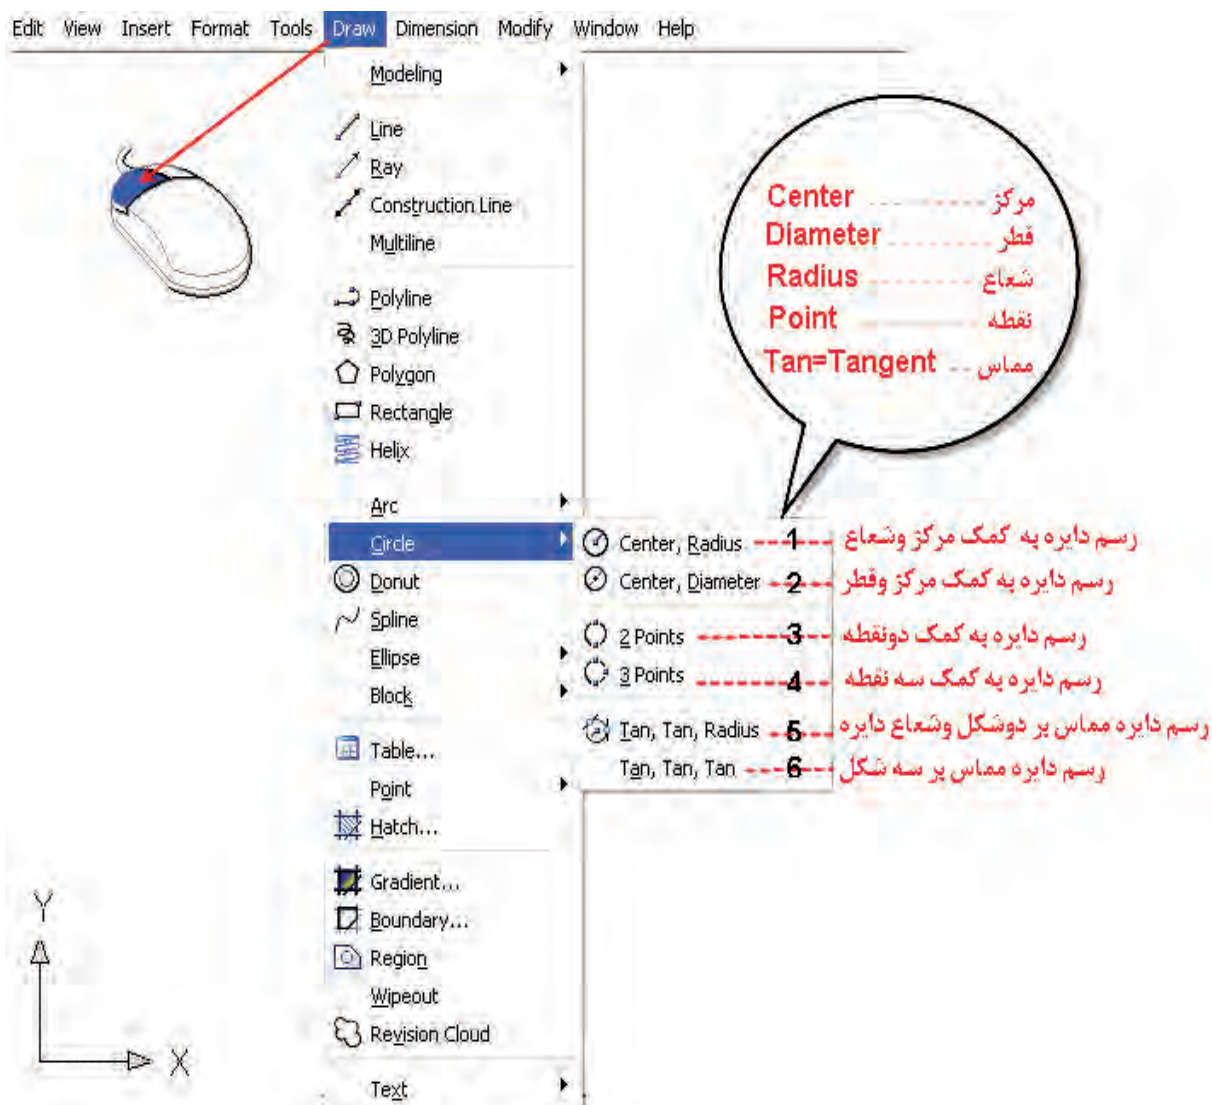 Edit View Insert Format Tools Draw Dimension Modify Window Help
Modeling
Line
Ray
Construction Line
Multiline
Polyline
3D Polyline
Polygon
Rectangle
Helix
Arc
Circle
Donut
Spline
Ellipse
Block
Table...
Point
Hatch...
Gradient...
Boundary...
Region
Wipeout
Revision Cloud
Text
Center مرکز
Diameter قطر
Radius شعاع
Point نقطه
Tan=Tangent مماس
Center, Radius 1 رسم دایره به کمک مرکز وشعاع
Center, Diameter 2 رسم دایره به کمک مرکز وقطر
2 Points 3 رسم دایره به کمک دونقطه
3 Points 4 رسم دایره به کمک سه نقطه
Tan, Tan, Radius 5 رسم دایره مماس بر دوشکل وشعاع دایره
Tan, Tan, Tan 6 رسم دایره مماس بر سه شکل
Y
X